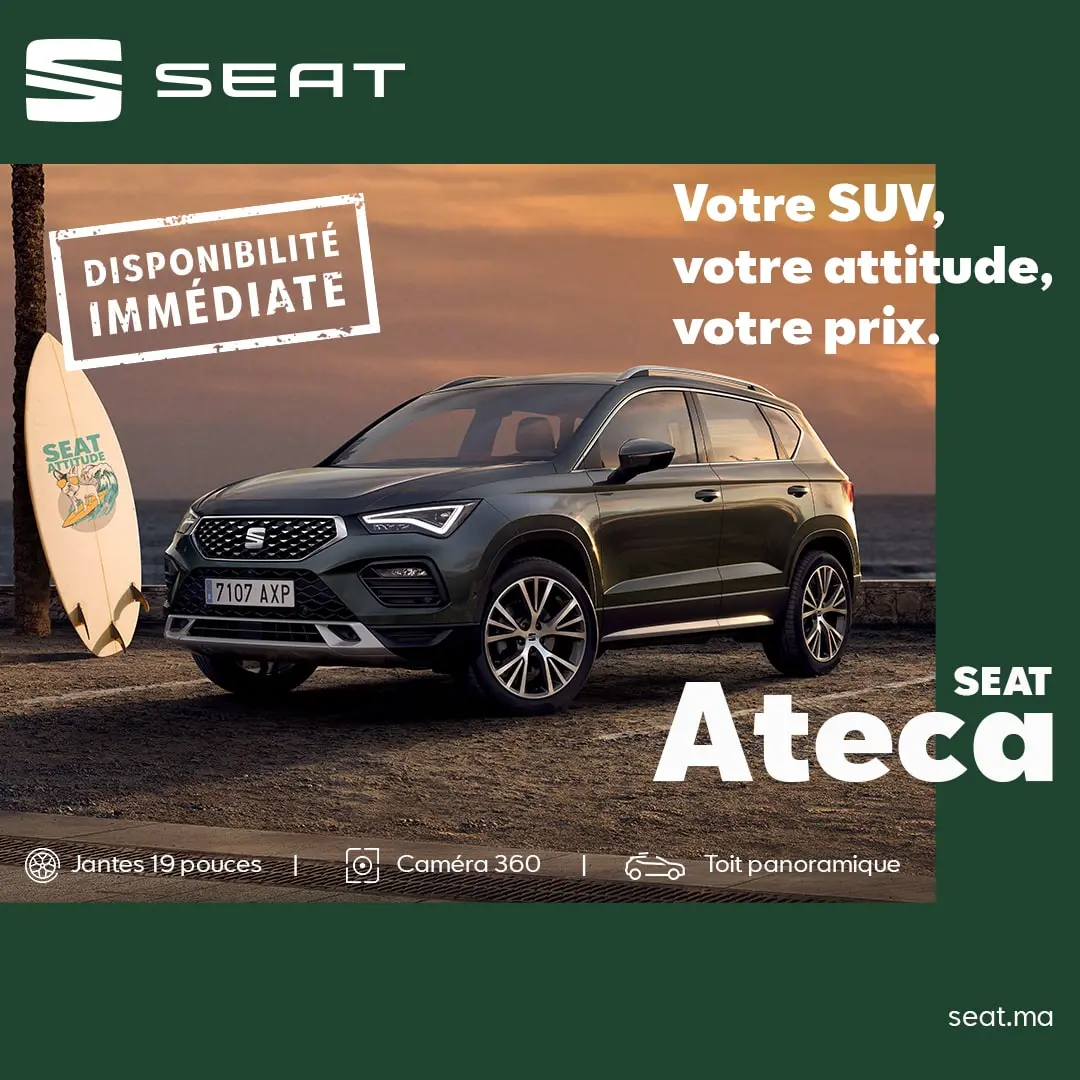 SEAT
Votre SUV,
votre attitude,
votre prix.
DISPONIBILITÉ
IMMÉDIATE
SEAT
ATTITUDE
7107 AXP
SEAT
Ateca
Jantes 19 pouces | Caméra 360 | Toit panoramique
seat.ma